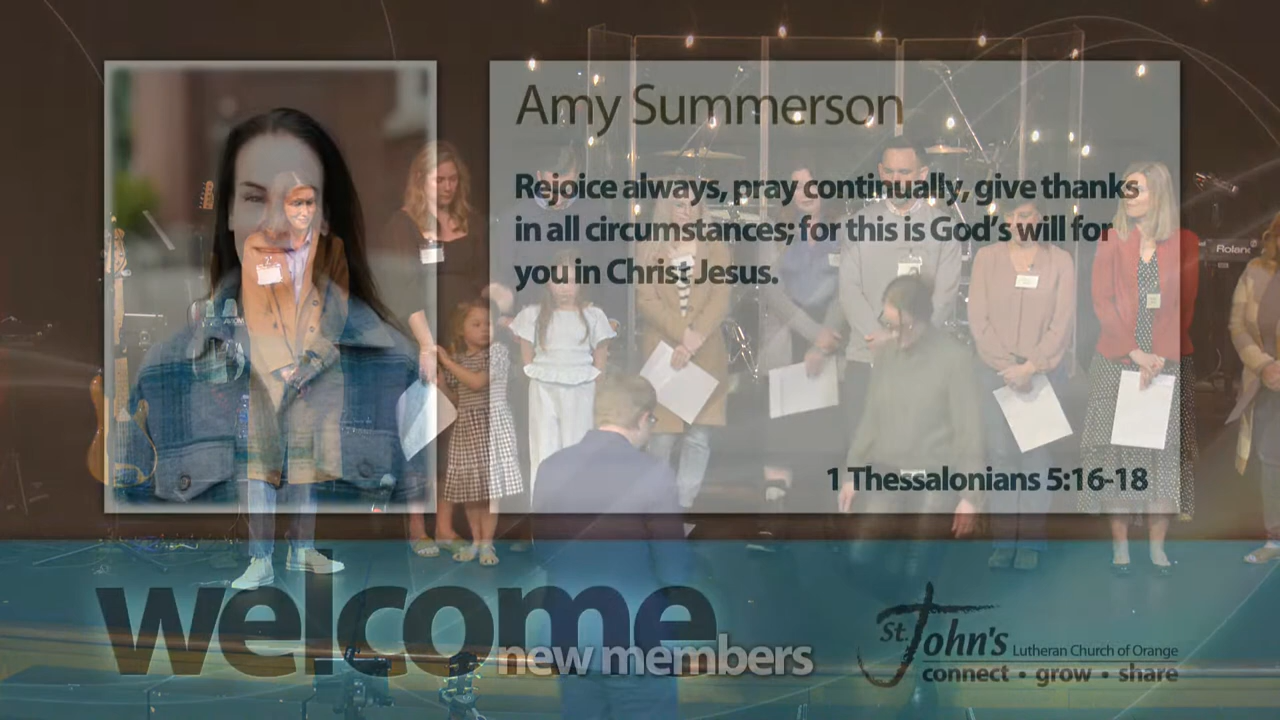 Amy Summerson
Rejoice always, pray continually, give thanks
in all circumstances; for this is God's will for
you in Christ Jesus.
1 Thessalonians 5:16-18
welcome
new members
St. John's Lutheran Church of Orange
connect • grow • share
Roland